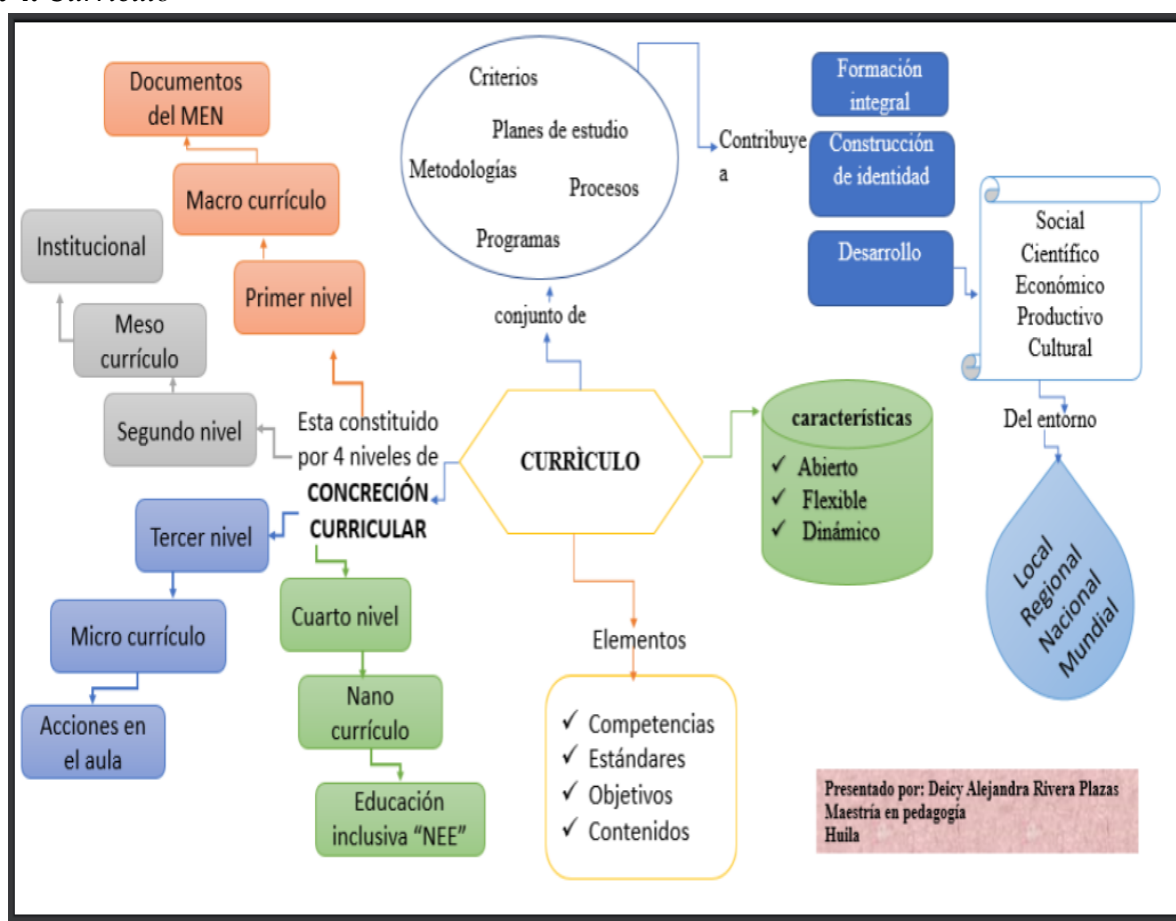 Documentos
del MEN
Macro currículo
Primer nivel
Institucional
Meso
currículo
Segundo nivel
Esta constituido
por 4 niveles de
CONCRECIÓN
CURRICULAR
Tercer nivel
Micro currículo
Acciones en
el aula
Cuarto nivel
Nano
currículo
Educación
inclusiva “NEE”
Criterios
Planes de estudio
Metodologías
Procesos
Programas
conjunto de
CURRÌCULO
Contribuye
a
Formación
integral
Construcción
de identidad
Desarrollo
Social
Científico
Económico
Productivo
Cultural
Del entorno
Local
Regional
Nacional
Mundial
características
✓ Abierto
✓ Flexible
✓ Dinámico
Elementos
✓ Competencias
✓ Estándares
✓ Objetivos
✓ Contenidos
Presentado por: Deicy Alejandra Rivera Plazas
Maestría en pedagogía
Huila